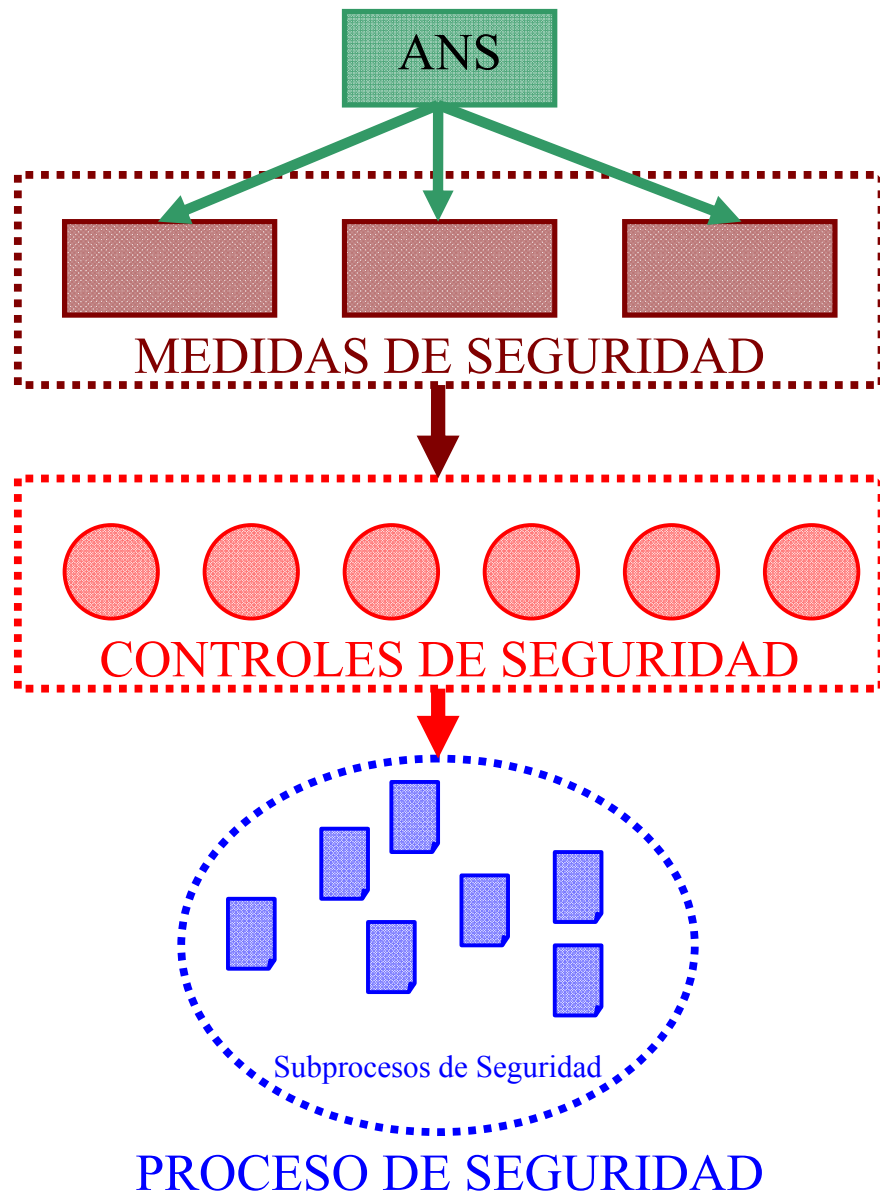 ANS
MEDIDAS DE SEGURIDAD
CONTROLES DE SEGURIDAD
Subprocesos de Seguridad
PROCESO DE SEGURIDAD